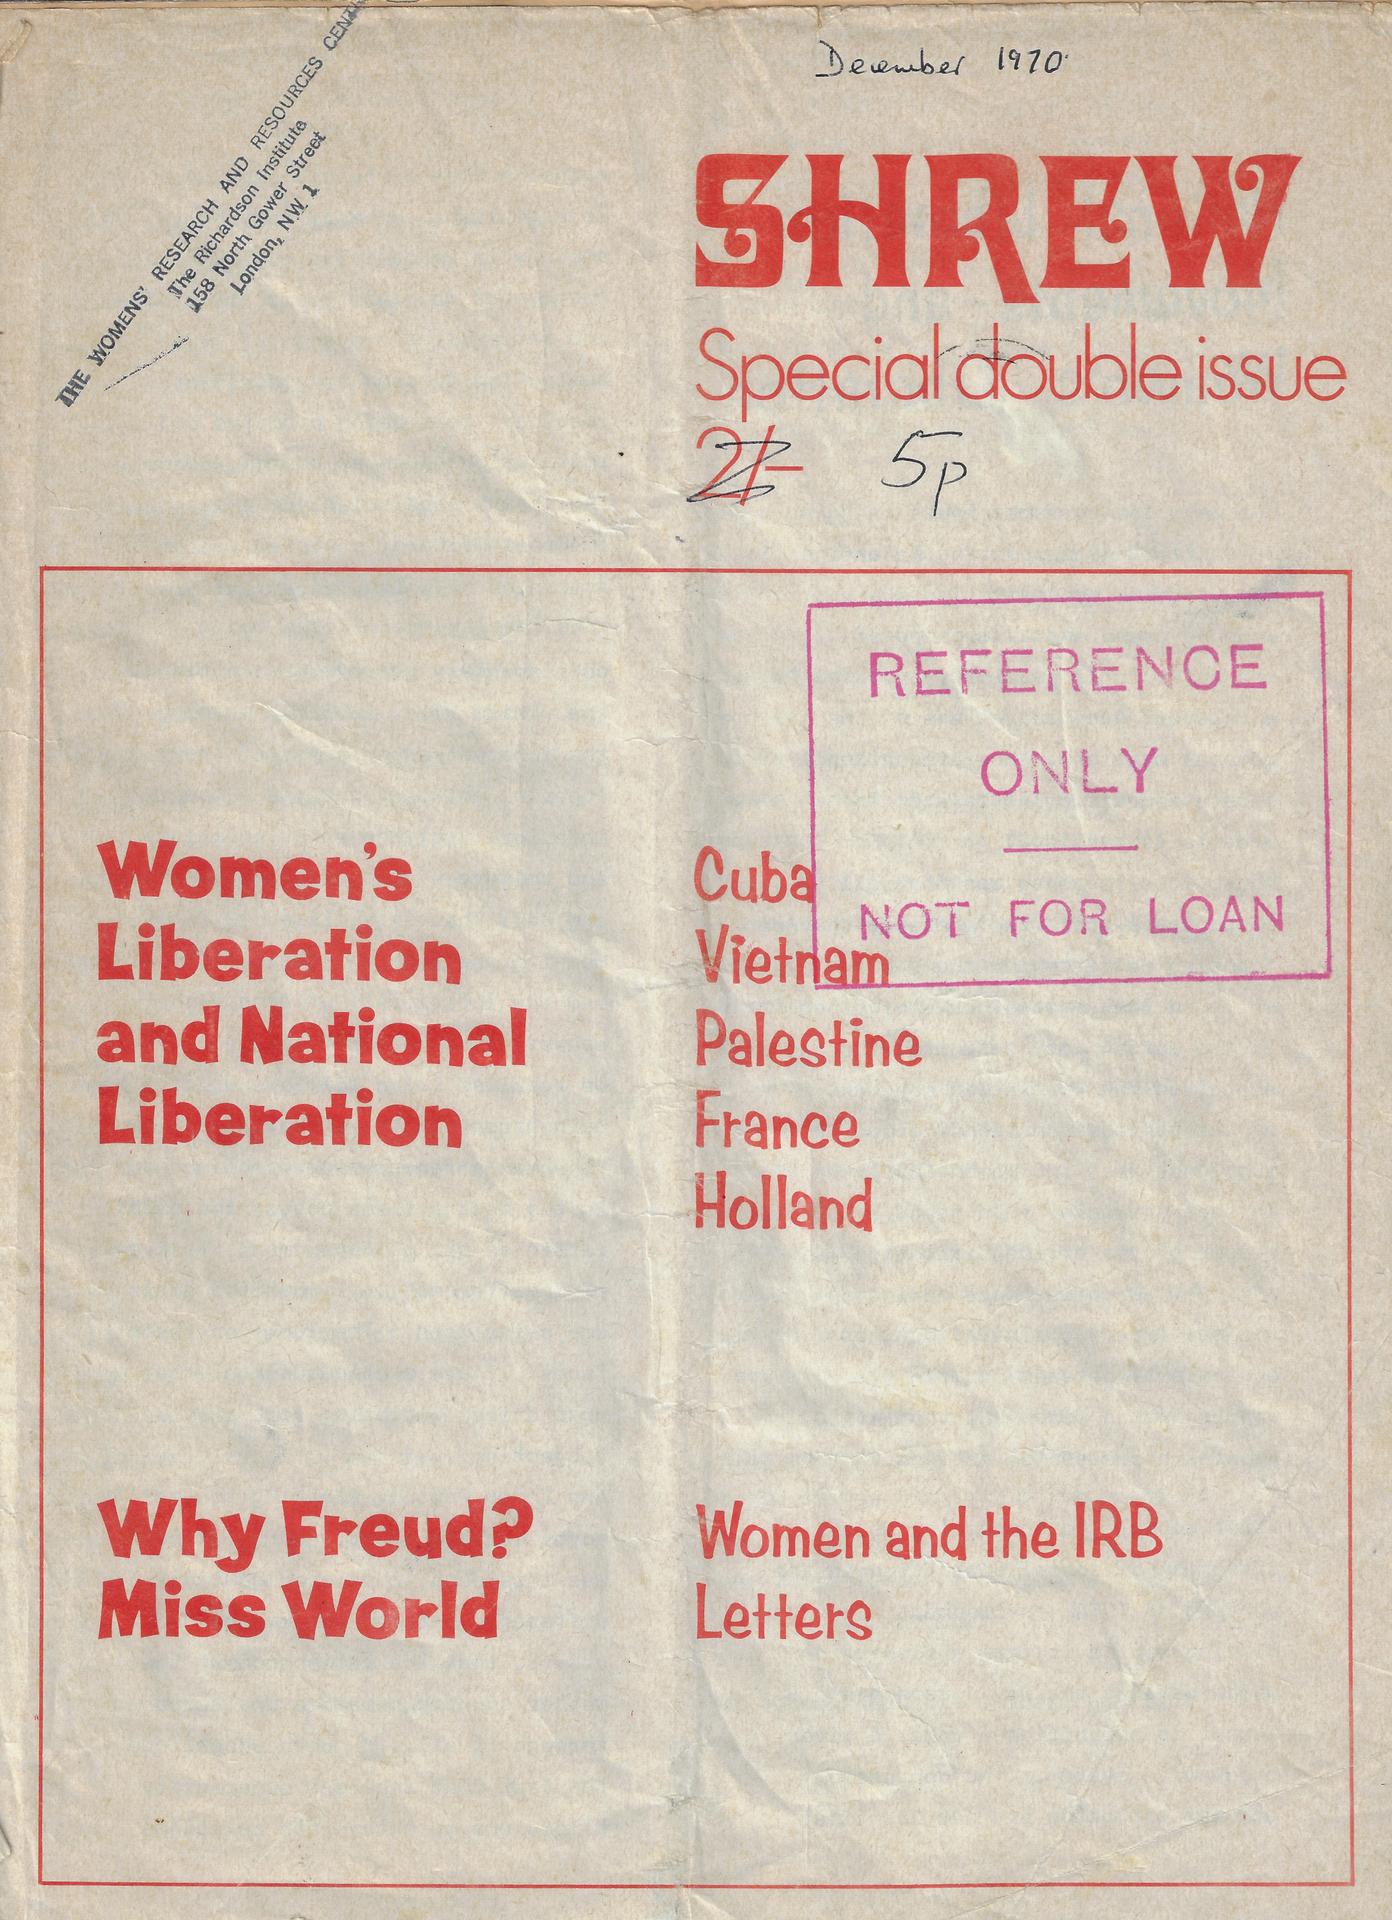 December 1970
THE WOMENS' RESEARCH AND RESOURCES
The Richardson Institute
158 North Gower Street
London, NW 1
SHREW
Special double issue
2/-
5p
REFERENCE
ONLY
NOT FOR LOAN
Women's
Liberation
and National
Liberation
Cuba
Vietnam
Palestine
France
Holland
Why Freud?
Miss World
Women and the IRB
Letters